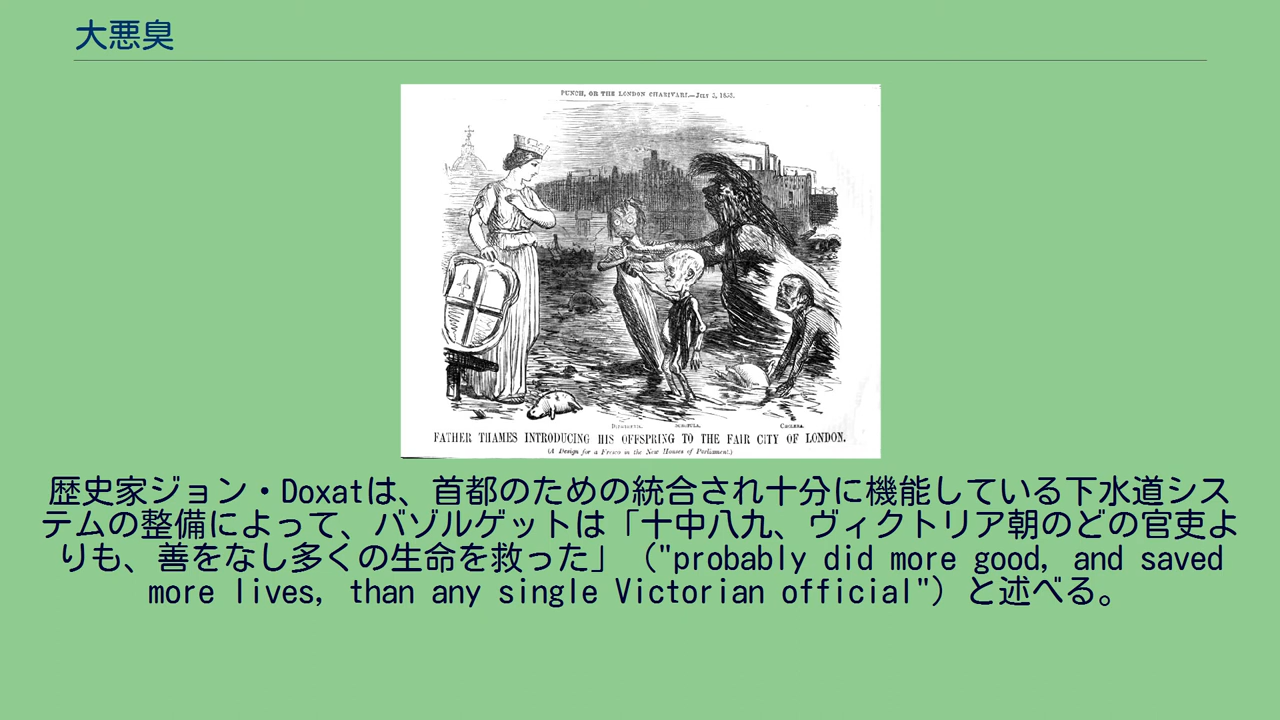 大悪臭
PUNCH, OR THE LONDON CHARIVARI.—JULY 3, 1858.
DIPHTHERIA. SCROFULA. CHOLERA.
FATHER THAMES INTRODUCING HIS OFFSPRING TO THE FAIR CITY OF LONDON.
(A Design for a Fresco in the New Houses of Parliament.)
歴史家ジョン・Doxatは、首都のための統合され十分に機能している下水道シス
テムの整備によって、バゾルゲットは「十中八九、ヴィクトリア朝のどの官吏よ
りも、善をなし多くの生命を救った」（"probably did more good, and saved
more lives, than any single Victorian official"）と述べる。